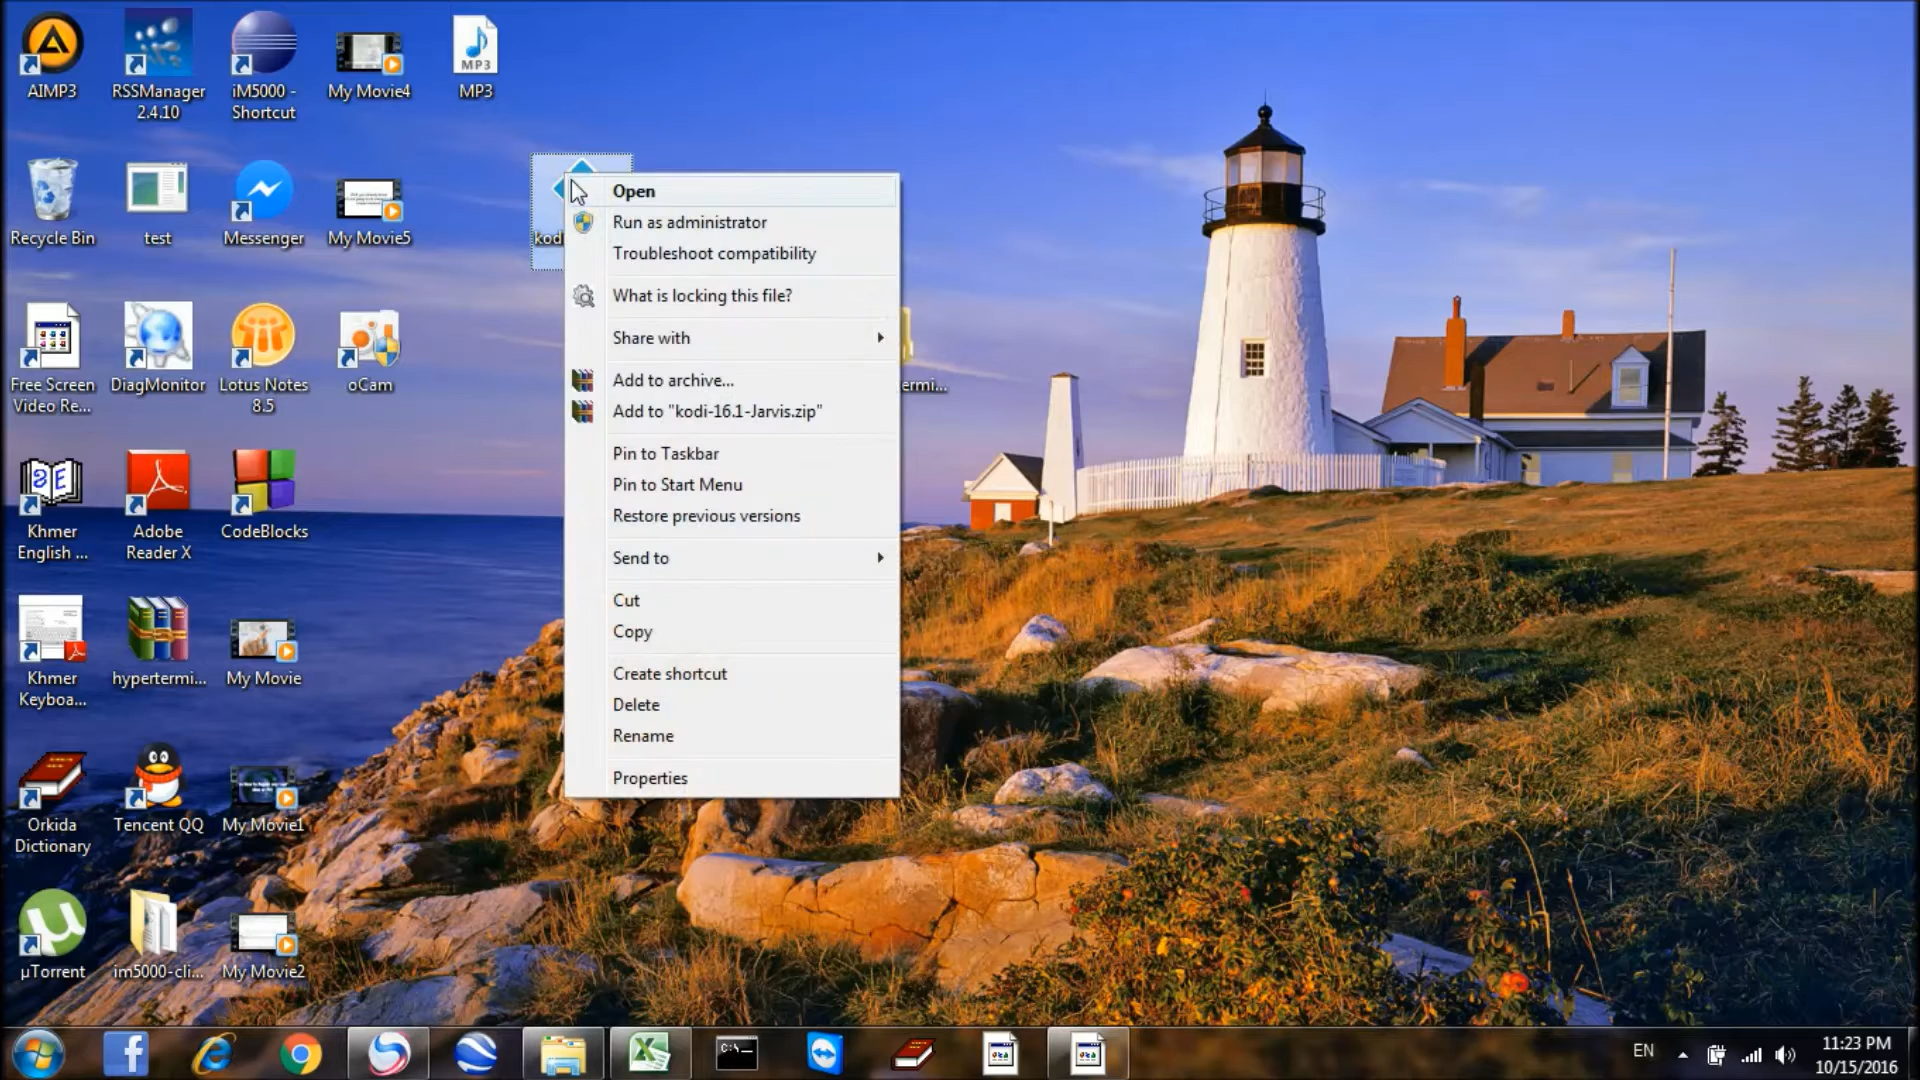 AIMP3
RSSManager
2.4.10
iM5000 -
Shortcut
My Movie4
MP3
MP3
Recycle Bin
test
Messenger
My Movie5
kodi
Free Screen
Video Re...
DiagMonitor
Lotus Notes
8.5
oCam
ermi...
Khmer
English ...
Adobe
Reader X
CodeBlocks
Khmer
Keyboa...
hypertermi...
My Movie
Orkida
Dictionary
Tencent QQ
My Movie1
µTorrent
im5000-cli...
My Movie2
Open
Run as administrator
Troubleshoot compatibility
What is locking this file?
Share with
Add to archive...
Add to "kodi-16.1-Jarvis.zip"
Pin to Taskbar
Pin to Start Menu
Restore previous versions
Send to
Cut
Copy
Create shortcut
Delete
Rename
Properties
C:\_
EN
11:23 PM
10/15/2016